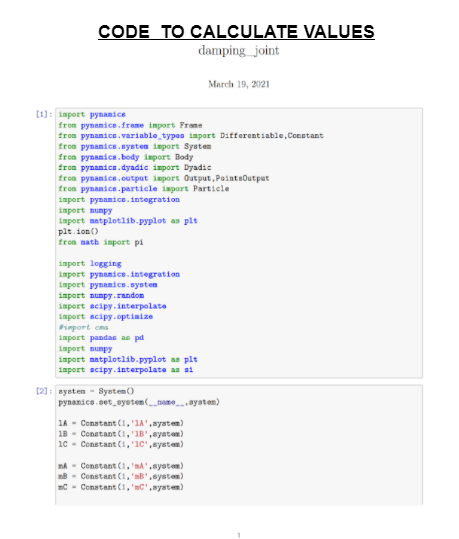 CODE TO CALCULATE VALUES
damping_joint
March 19, 2021
[1]: import pynamics
from pynamics.frame import Frame
from pynamics.variable_types import Differentiable,Constant
from pynamics.system import System
from pynamics.body import Body
from pynamics.dyadic import Dyadic
from pynamics.output import Output,PointsOutput
from pynamics.particle import Particle
import pynamics.integration
import numpy
import matplotlib.pyplot as plt
plt.ion()
from math import pi
import logging
import pynamics.integration
import pynamics.system
import numpy.random
import scipy.interpolate
import scipy.optimize
#import cma
import pandas as pd
import numpy
import matplotlib.pyplot as plt
import scipy.interpolate as si
[2]: system = System()
pynamics.set_system(__name__,system)
lA = Constant(1,'lA',system)
lB = Constant(1,'lB',system)
lC = Constant(1,'lC',system)
mA = Constant(1,'mA',system)
mB = Constant(1,'mB',system)
mC = Constant(1,'mC',system)
1